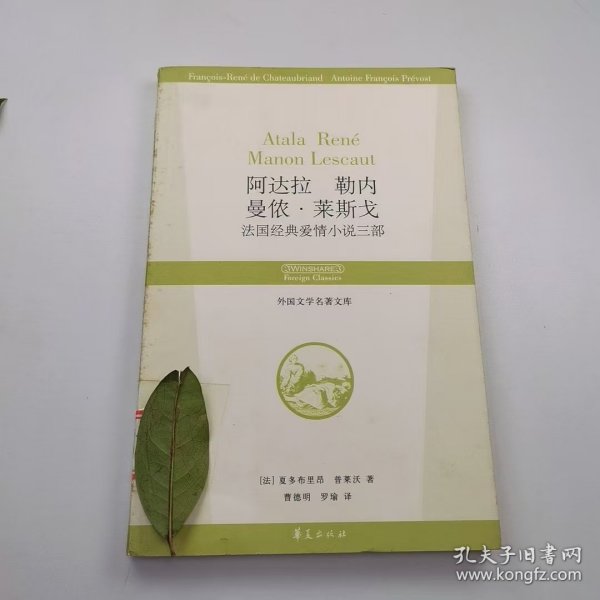 François-René de Chateaubriand  Antoine François Prévost
Atala René
Manon Lescaut
阿达拉 勒内
曼侬·莱斯戈
法国经典爱情小说三部
WINSHARE
Foreign Classics
外国文学名著文库
[法] 夏多布里昂 普莱沃 著
曹德明 罗瑜 译
华夏出版社
孔夫子旧书网
www.kongfz.com